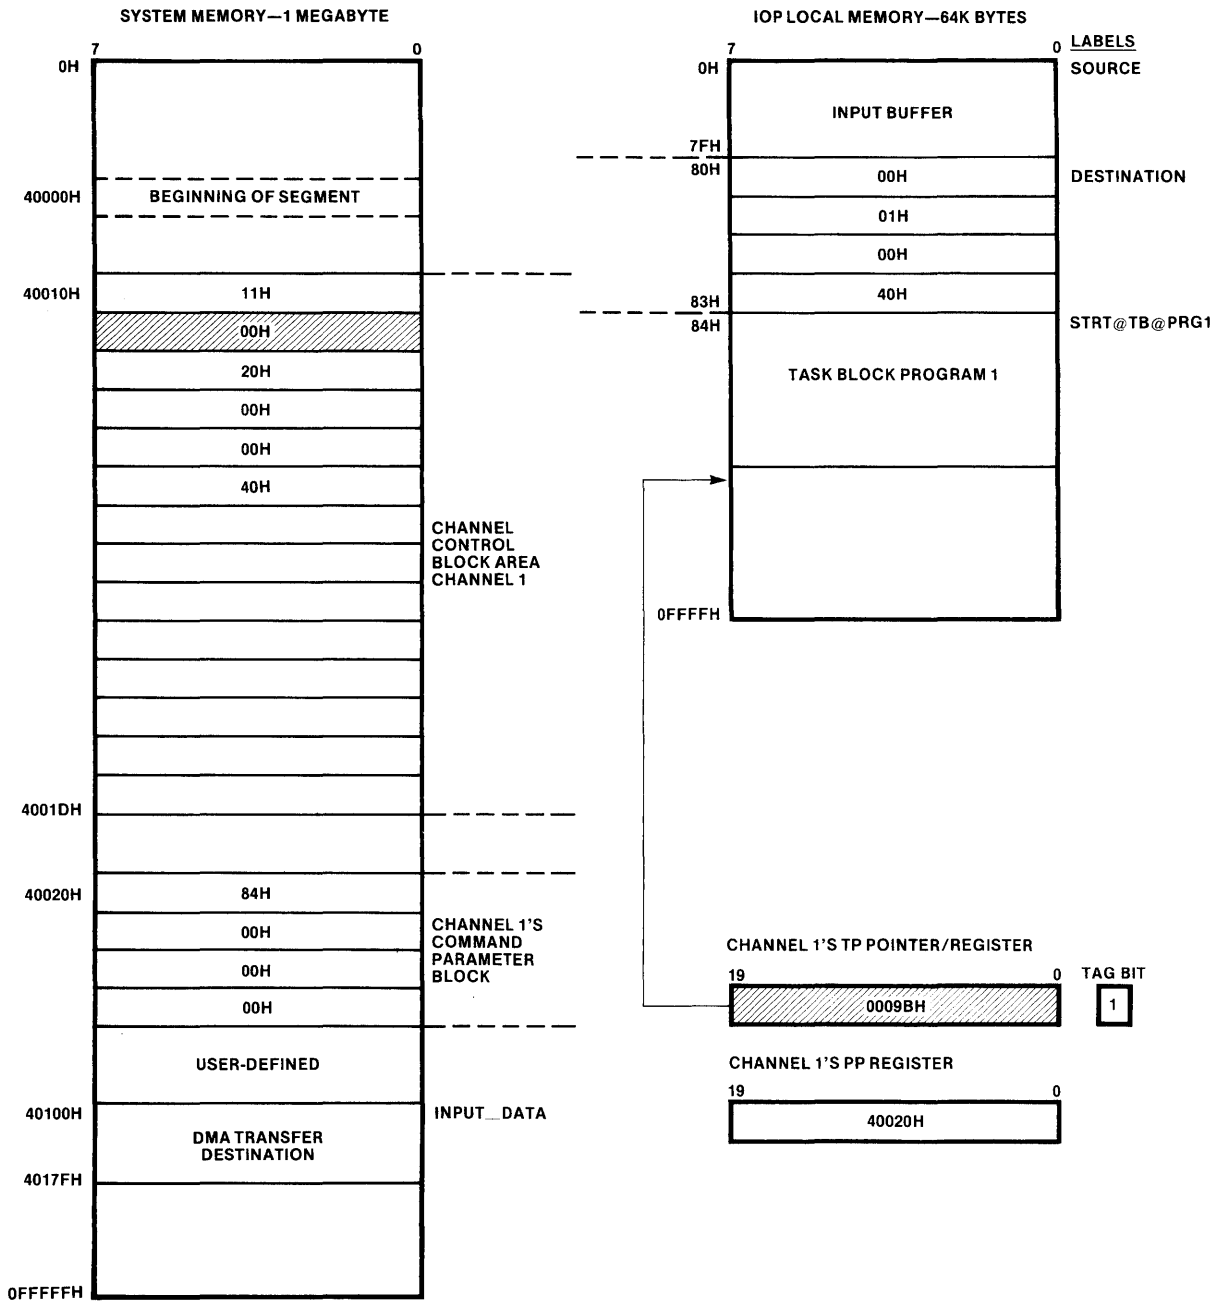 SYSTEM MEMORY—1 MEGABYTE
7 0
0H
40000H BEGINNING OF SEGMENT
40010H 11H
00H
20H
00H
00H
40H
CHANNEL
CONTROL
BLOCK AREA
CHANNEL 1
4001DH
40020H 84H
00H
00H
00H
CHANNEL 1'S
COMMAND
PARAMETER
BLOCK
USER-DEFINED
40100H INPUT__DATA
DMA TRANSFER
DESTINATION
4017FH
0FFFFFH
IOP LOCAL MEMORY—64K BYTES
7 0 LABELS
0H SOURCE
INPUT BUFFER
7FH
80H 00H DESTINATION
01H
00H
83H 40H
84H STRT@TB@PRG1
TASK BLOCK PROGRAM 1
0FFFFH
CHANNEL 1'S TP POINTER/REGISTER
19 0 TAG BIT
0009BH 1
CHANNEL 1'S PP REGISTER
19 0
40020H